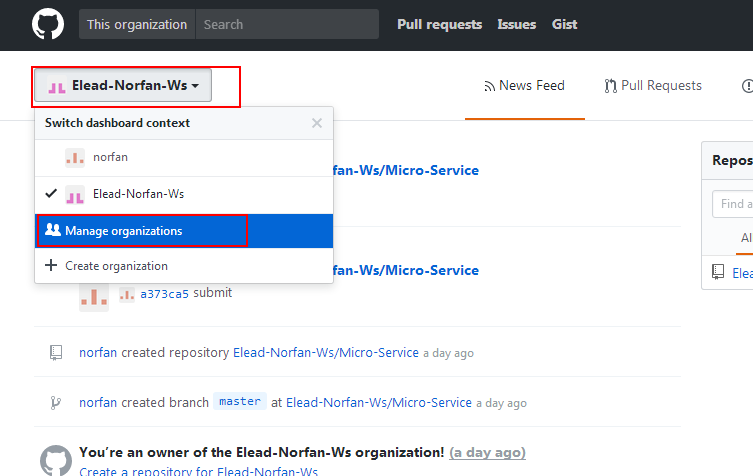 This organization Search Pull requests Issues Gist
Elead-Norfan-Ws
News Feed Pull Requests
Switch dashboard context
norfan
Elead-Norfan-Ws
Manage organizations
Create organization
fan-Ws/Micro-Service
fan-Ws/Micro-Service
a373ca5 submit
norfan created repository Elead-Norfan-Ws/Micro-Service a day ago
norfan created branch master at Elead-Norfan-Ws/Micro-Service a day ago
You’re an owner of the Elead-Norfan-Ws organization! (a day ago)
Create a repository for Elead-Norfan-Ws
Repos
Find a
Al
Elea